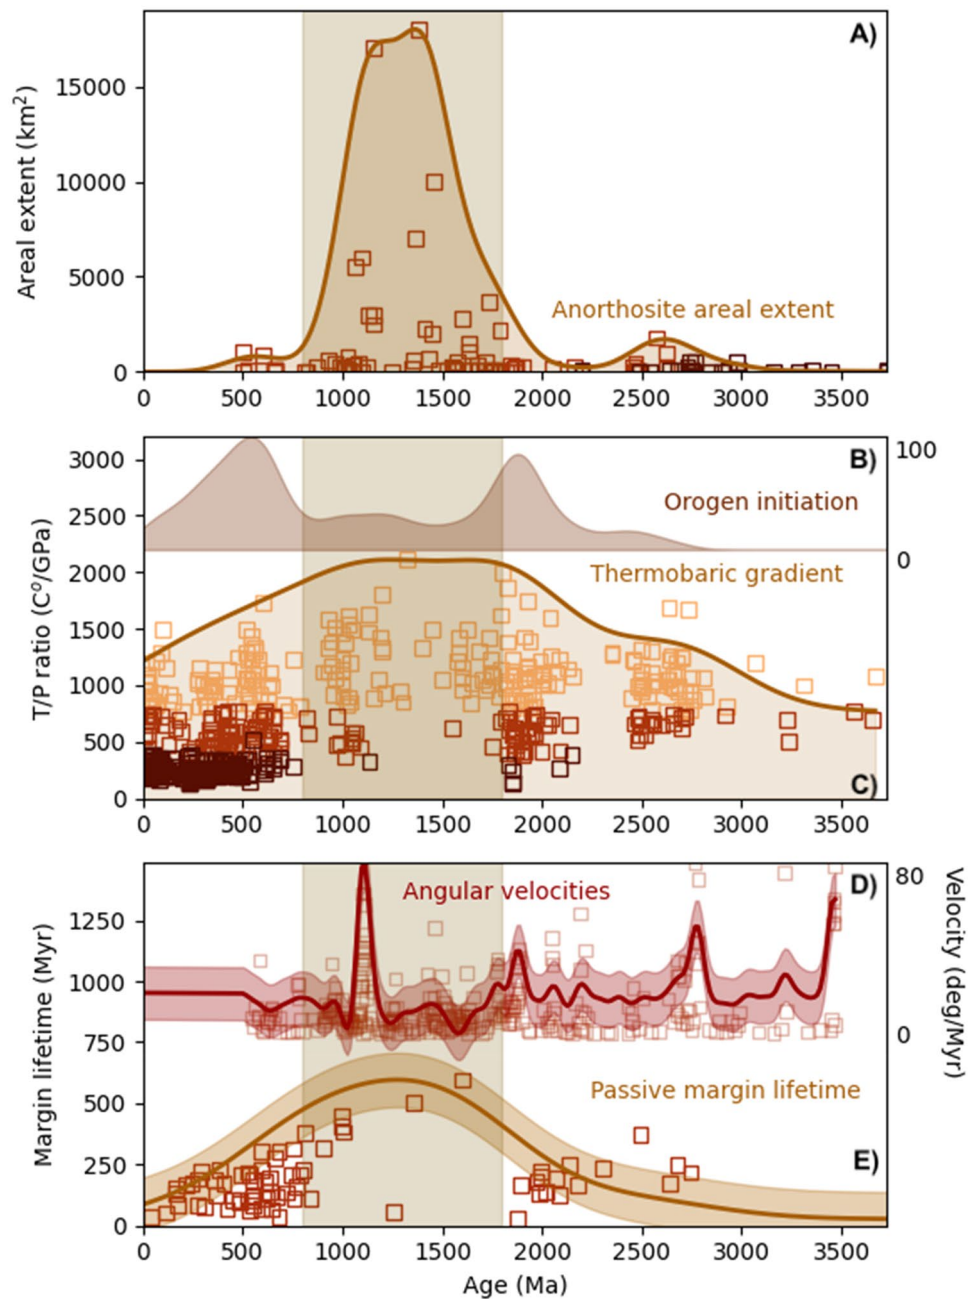 A)
Areal extent (km²)
15000
10000
5000
0
Anorthosite areal extent
0 500 1000 1500 2000 2500 3000 3500
B)
100
0
Orogen initiation
Thermobaric gradient
T/P ratio (Cᵒ/GPa)
3000
2500
2000
1500
1000
500
0
C)
0 500 1000 1500 2000 2500 3000 3500
D)
Angular velocities
80
0
Velocity (deg/Myr)
Margin lifetime (Myr)
1250
1000
750
500
250
0
Passive margin lifetime
E)
0 500 1000 1500 2000 2500 3000 3500
Age (Ma)